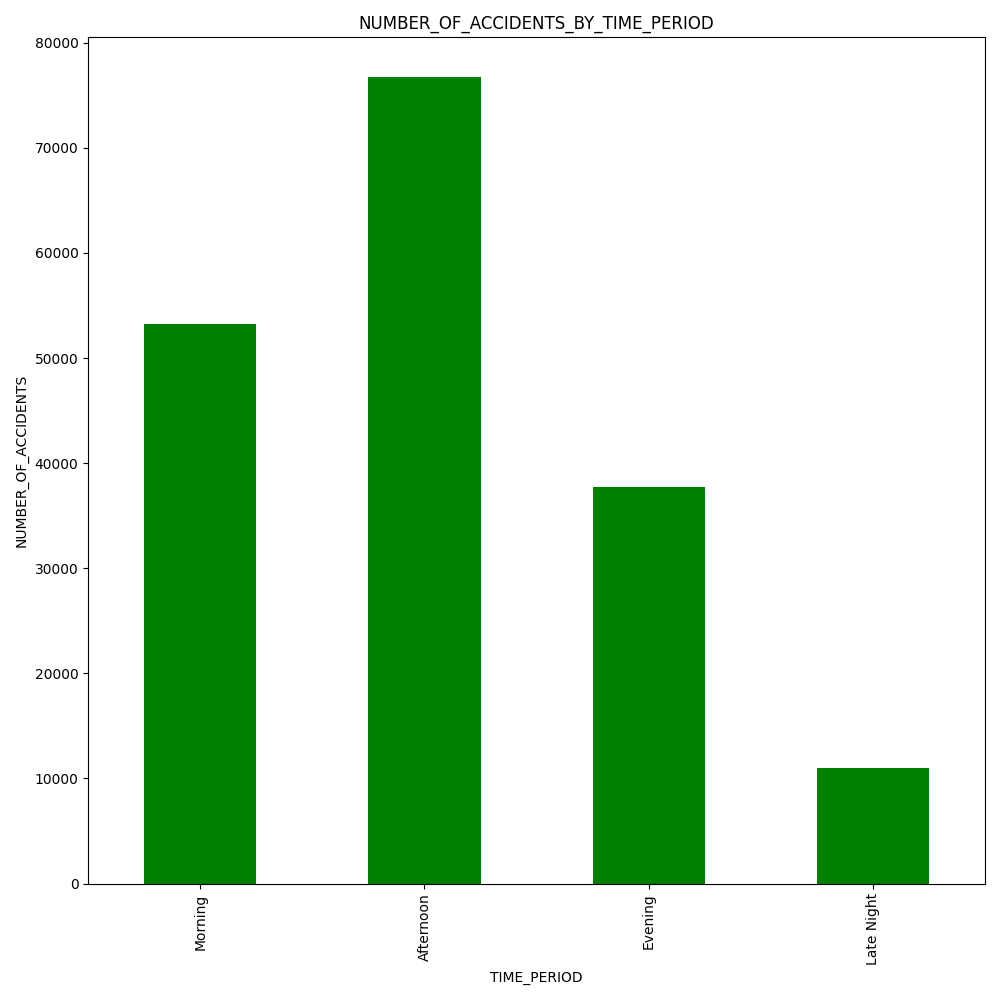 NUMBER_OF_ACCIDENTS_BY_TIME_PERIOD
80000
70000
60000
50000
40000
30000
20000
10000
0
NUMBER_OF_ACCIDENTS
Morning
Afternoon
Evening
Late Night
TIME_PERIOD